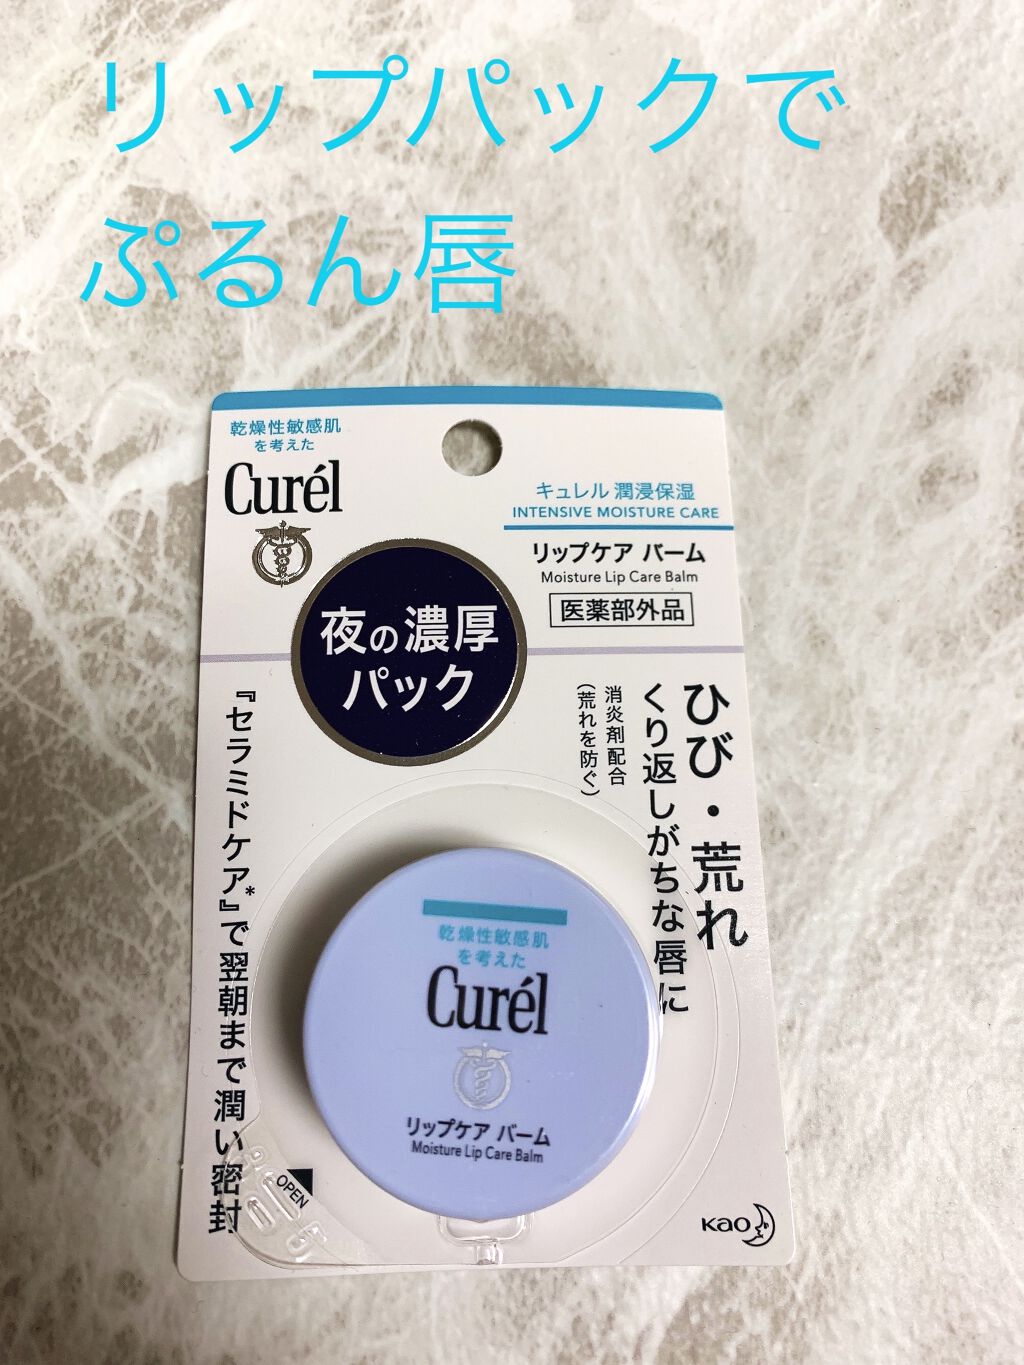 リップパックで
ぷるん唇
乾燥性敏感肌
を考えた
Curél
キュレル 潤浸保湿
INTENSIVE MOISTURE CARE
リップケア バーム
Moisture Lip Care Balm
医薬部外品
夜の濃厚
パック
ひび・荒れ
くり返しがちな唇に
消炎剤配合
(荒れを防ぐ)
『セラミドケア*』で翌朝まで潤い密封
乾燥性敏感肌
を考えた
Curél
リップケア バーム
Moisture Lip Care Balm
OPEN
Kao